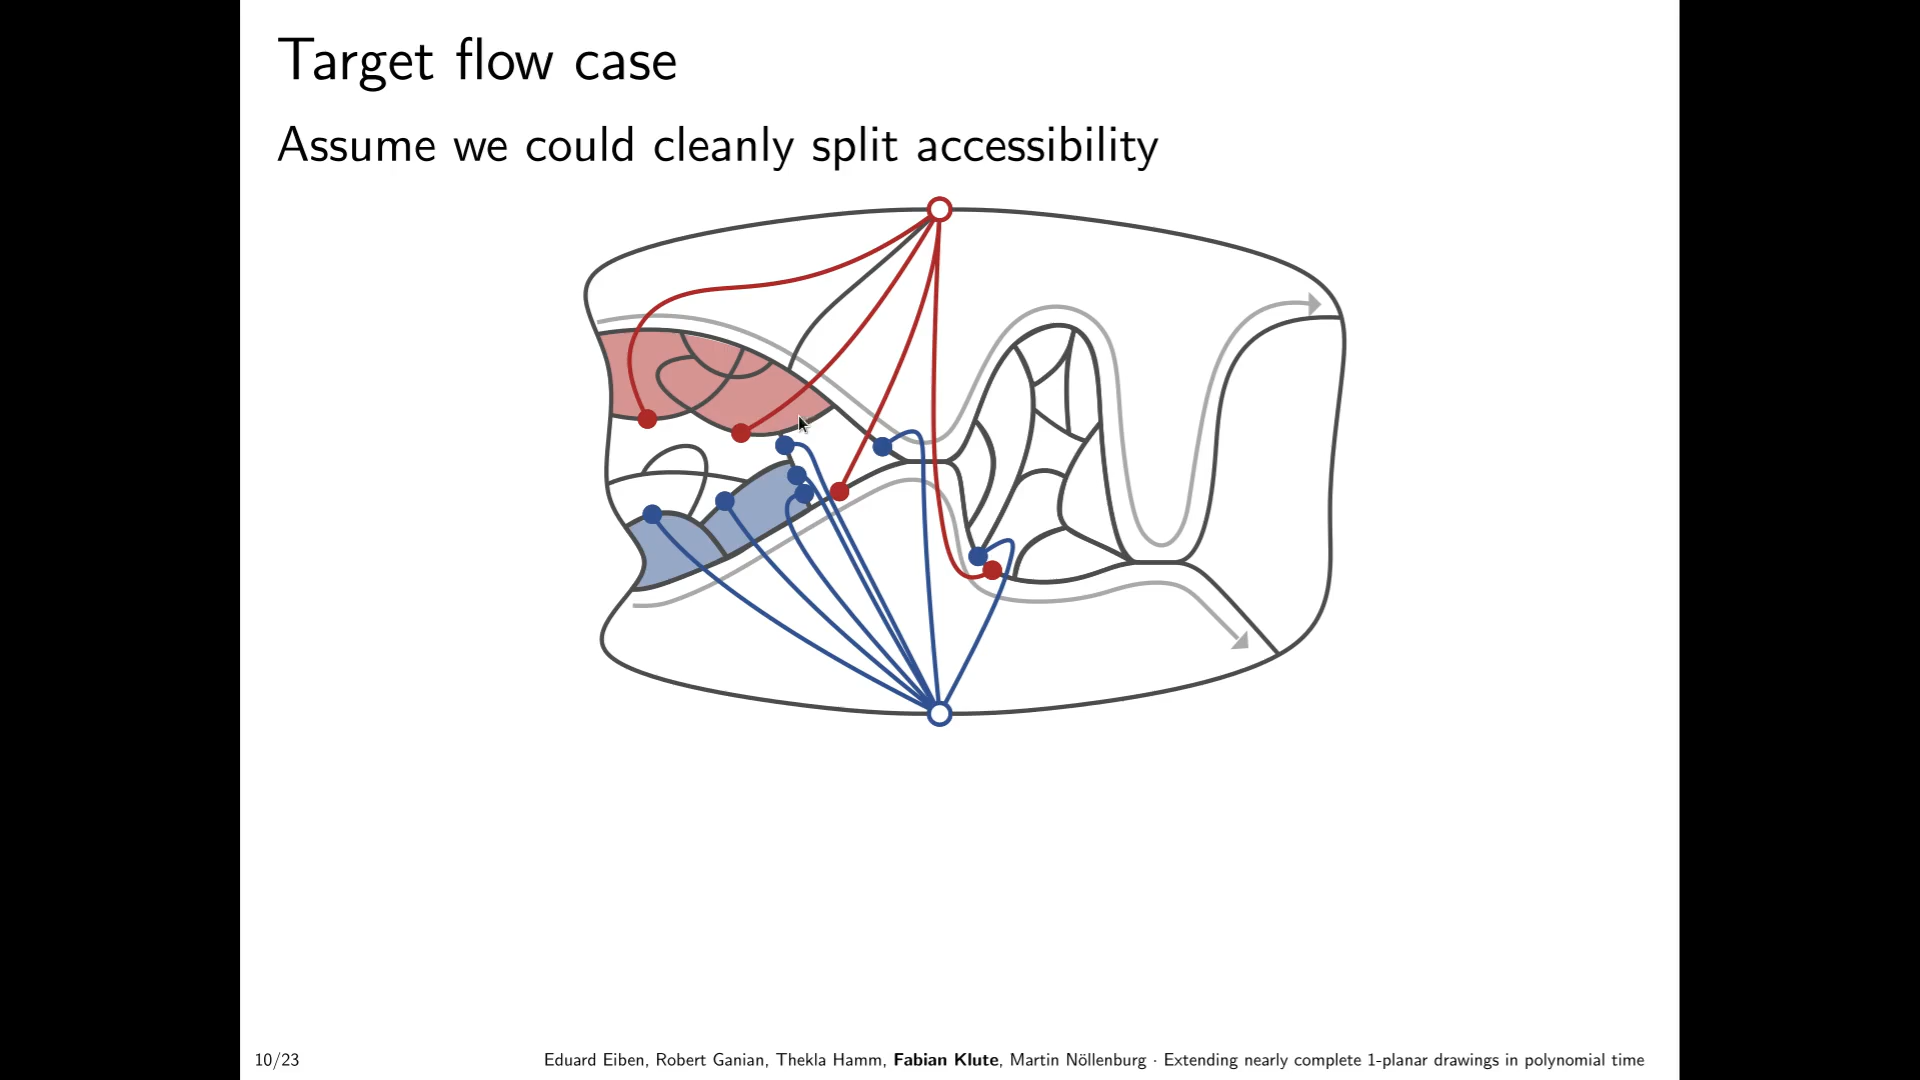 Target flow case
Assume we could cleanly split accessibility
10/23
Eduard Eiben, Robert Ganian, Thekla Hamm, Fabian Klute, Martin Nöllenburg · Extending nearly complete 1-planar drawings in polynomial time